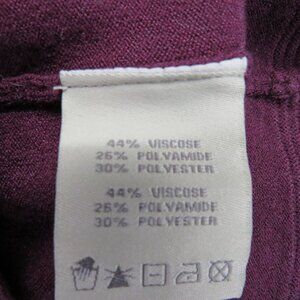 44% VISCOSE
26% POLYAMIDE
30% POLYESTER
44% VISCOSE
26% POLYAMIDE
30% POLYESTER